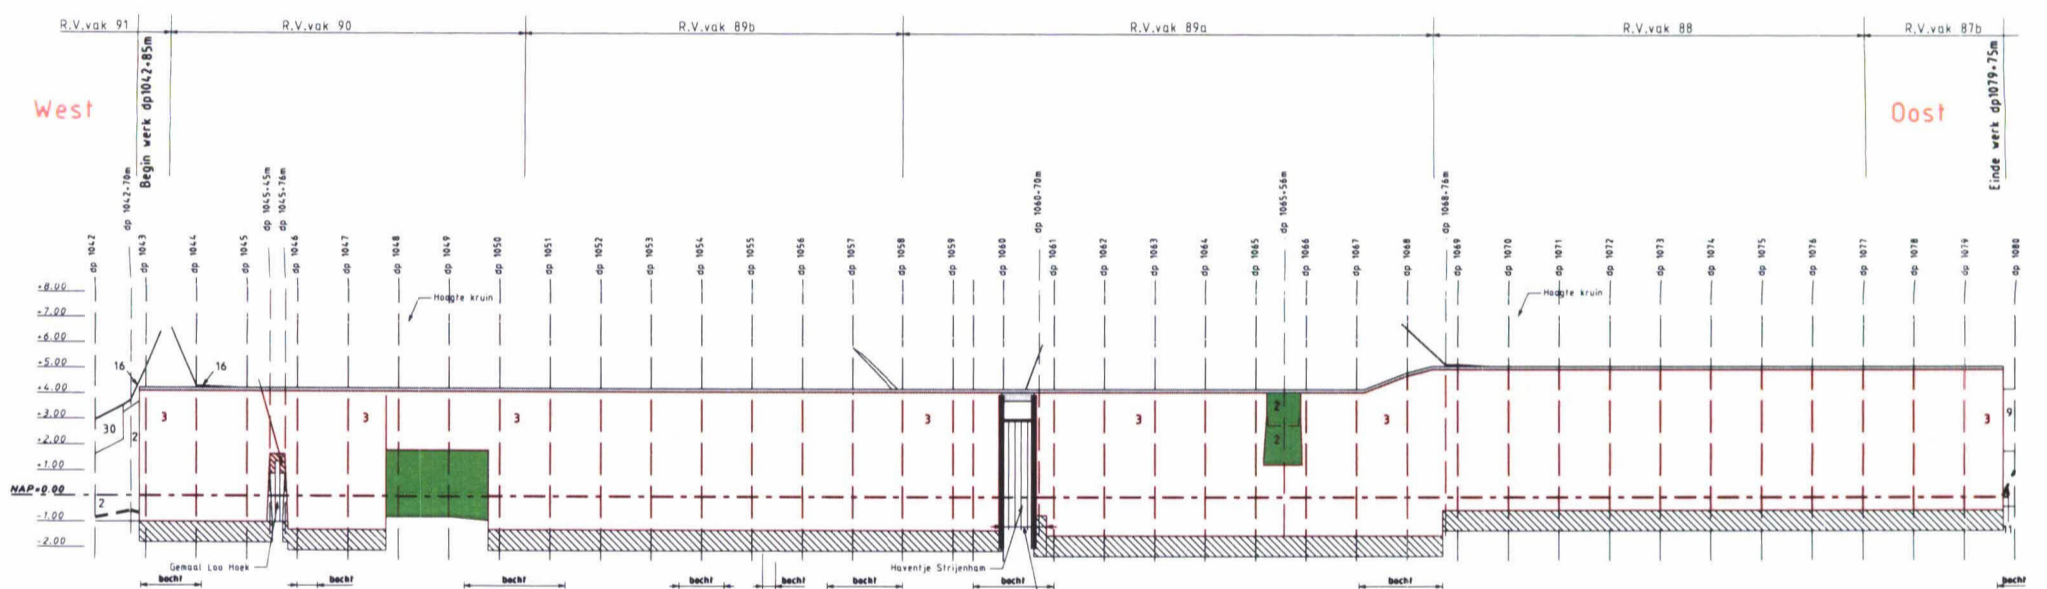 R.V.vak 91 R.V.vak 90 R.V.vak 89b R.V.vak 89a R.V.vak 88 R.V.vak 87b
West
Oost
Begin werk dp1042+85m
Einde werk dp1079+75m
dp 1042 dp 1042+70m dp 1043 dp 1044 dp 1045 dp 1045+45m dp 1045+76m dp 1046 dp 1047 dp 1048 dp 1049 dp 1050 dp 1051 dp 1052 dp 1053 dp 1054 dp 1055 dp 1056 dp 1057 dp 1058 dp 1059 dp 1060 dp 1060+70m dp 1061 dp 1062 dp 1063 dp 1064 dp 1065 dp 1065+56m dp 1066 dp 1067 dp 1068 dp 1068+76m dp 1069 dp 1070 dp 1071 dp 1072 dp 1073 dp 1074 dp 1075 dp 1076 dp 1077 dp 1078 dp 1079 dp 1080
+8.00
Hoogte kruin Hoogte kruin
+7.00
+6.00
+5.00
16 16
+4.00
+3.00
3 3 3 3 3 2 3 3 9
30 2
+2.00
2
+1.00
NAP=0.00
2
-1.00
-2.00
Gemaal Loo Hoek
Haventje Strijenham
bocht bocht bocht bocht bocht bocht bocht bocht bocht